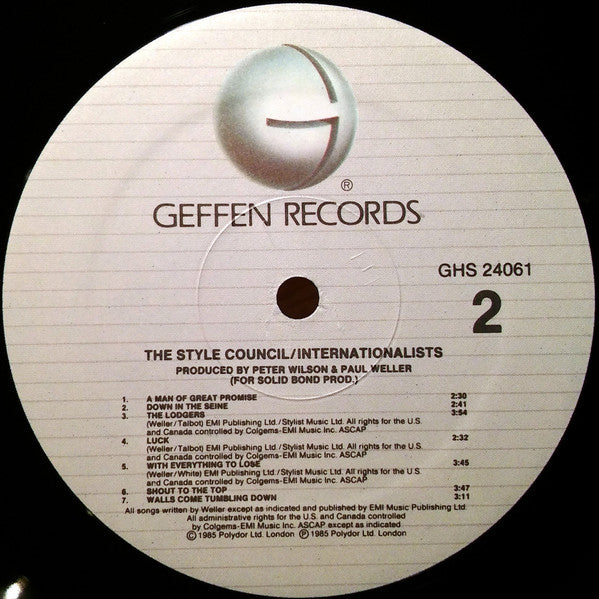 ®
GEFFEN RECORDS
GHS 24061
2
THE STYLE COUNCIL/INTERNATIONALISTS
PRODUCED BY PETER WILSON & PAUL WELLER
(FOR SOLID BOND PROD.)
1. A MAN OF GREAT PROMISE 2:30
2. DOWN IN THE SEINE 2:41
3. THE LODGERS 3:54
(Weller/Talbot) EMI Publishing Ltd./Stylist Music Ltd. All rights for the U.S.
and Canada controlled by Colgems-EMI Music Inc. ASCAP
4. LUCK 2:32
(Weller/Talbot) EMI Publishing Ltd./Stylist Music Ltd. All rights for the U.S.
and Canada controlled by Colgems-EMI Music Inc. ASCAP
5. WITH EVERYTHING TO LOSE 3:45
(Weller/White) EMI Publishing Ltd./Stylist Music Ltd. All rights for the U.S.
and Canada controlled by Colgems-EMI Music Inc. ASCAP
6. SHOUT TO THE TOP 3:47
7. WALLS COME TUMBLING DOWN 3:11
All songs written by Weller except as indicated and published by EMI Music Publishing Ltd.
All administrative rights for the U.S. and Canada controlled
by Colgems-EMI Music Inc. ASCAP except as indicated
© 1985 Polydor Ltd. London ℗ 1985 Polydor Ltd. London